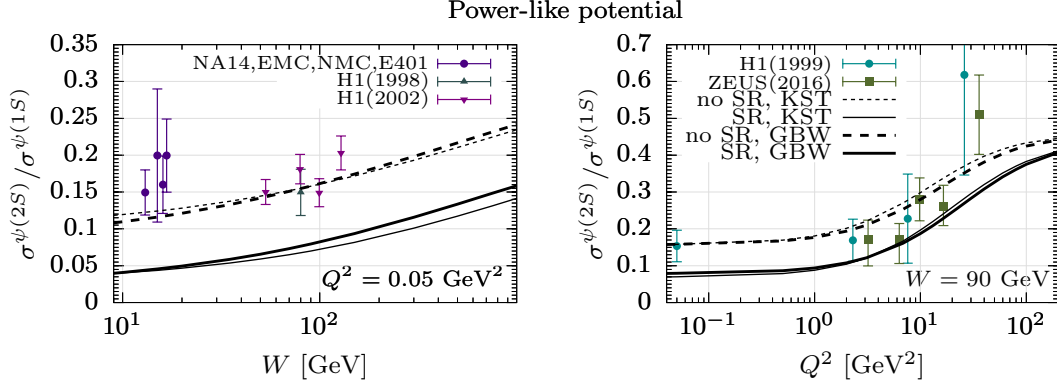 Power-like potential
σ^ψ(2S)/σ^ψ(1S)
0.35
0.3
0.25
0.2
0.15
0.1
0.05
0
NA14,EMC,NMC,E401
H1(1998)
H1(2002)
Q² = 0.05 GeV²
10¹
10²
W [GeV]
σ^ψ(2S)/σ^ψ(1S)
0.7
0.6
0.5
0.4
0.3
0.2
0.1
0
H1(1999)
ZEUS(2016)
no SR, KST
SR, KST
no SR, GBW
SR, GBW
W = 90 GeV
10⁻¹
10⁰
10¹
10²
Q² [GeV²]